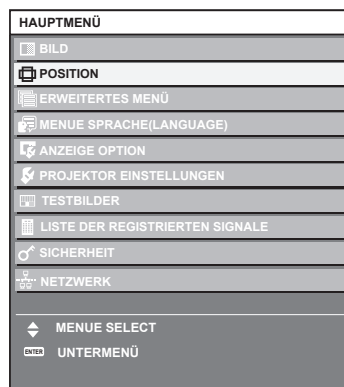 HAUPTMENÜ
BILD
POSITION
ERWEITERTES MENÜ
MENUE SPRACHE(LANGUAGE)
ANZEIGE OPTION
PROJEKTOR EINSTELLUNGEN
TESTBILDER
LISTE DER REGISTRIERTEN SIGNALE
SICHERHEIT
NETZWERK
MENUE SELECT
ENTER UNTERMENÜ